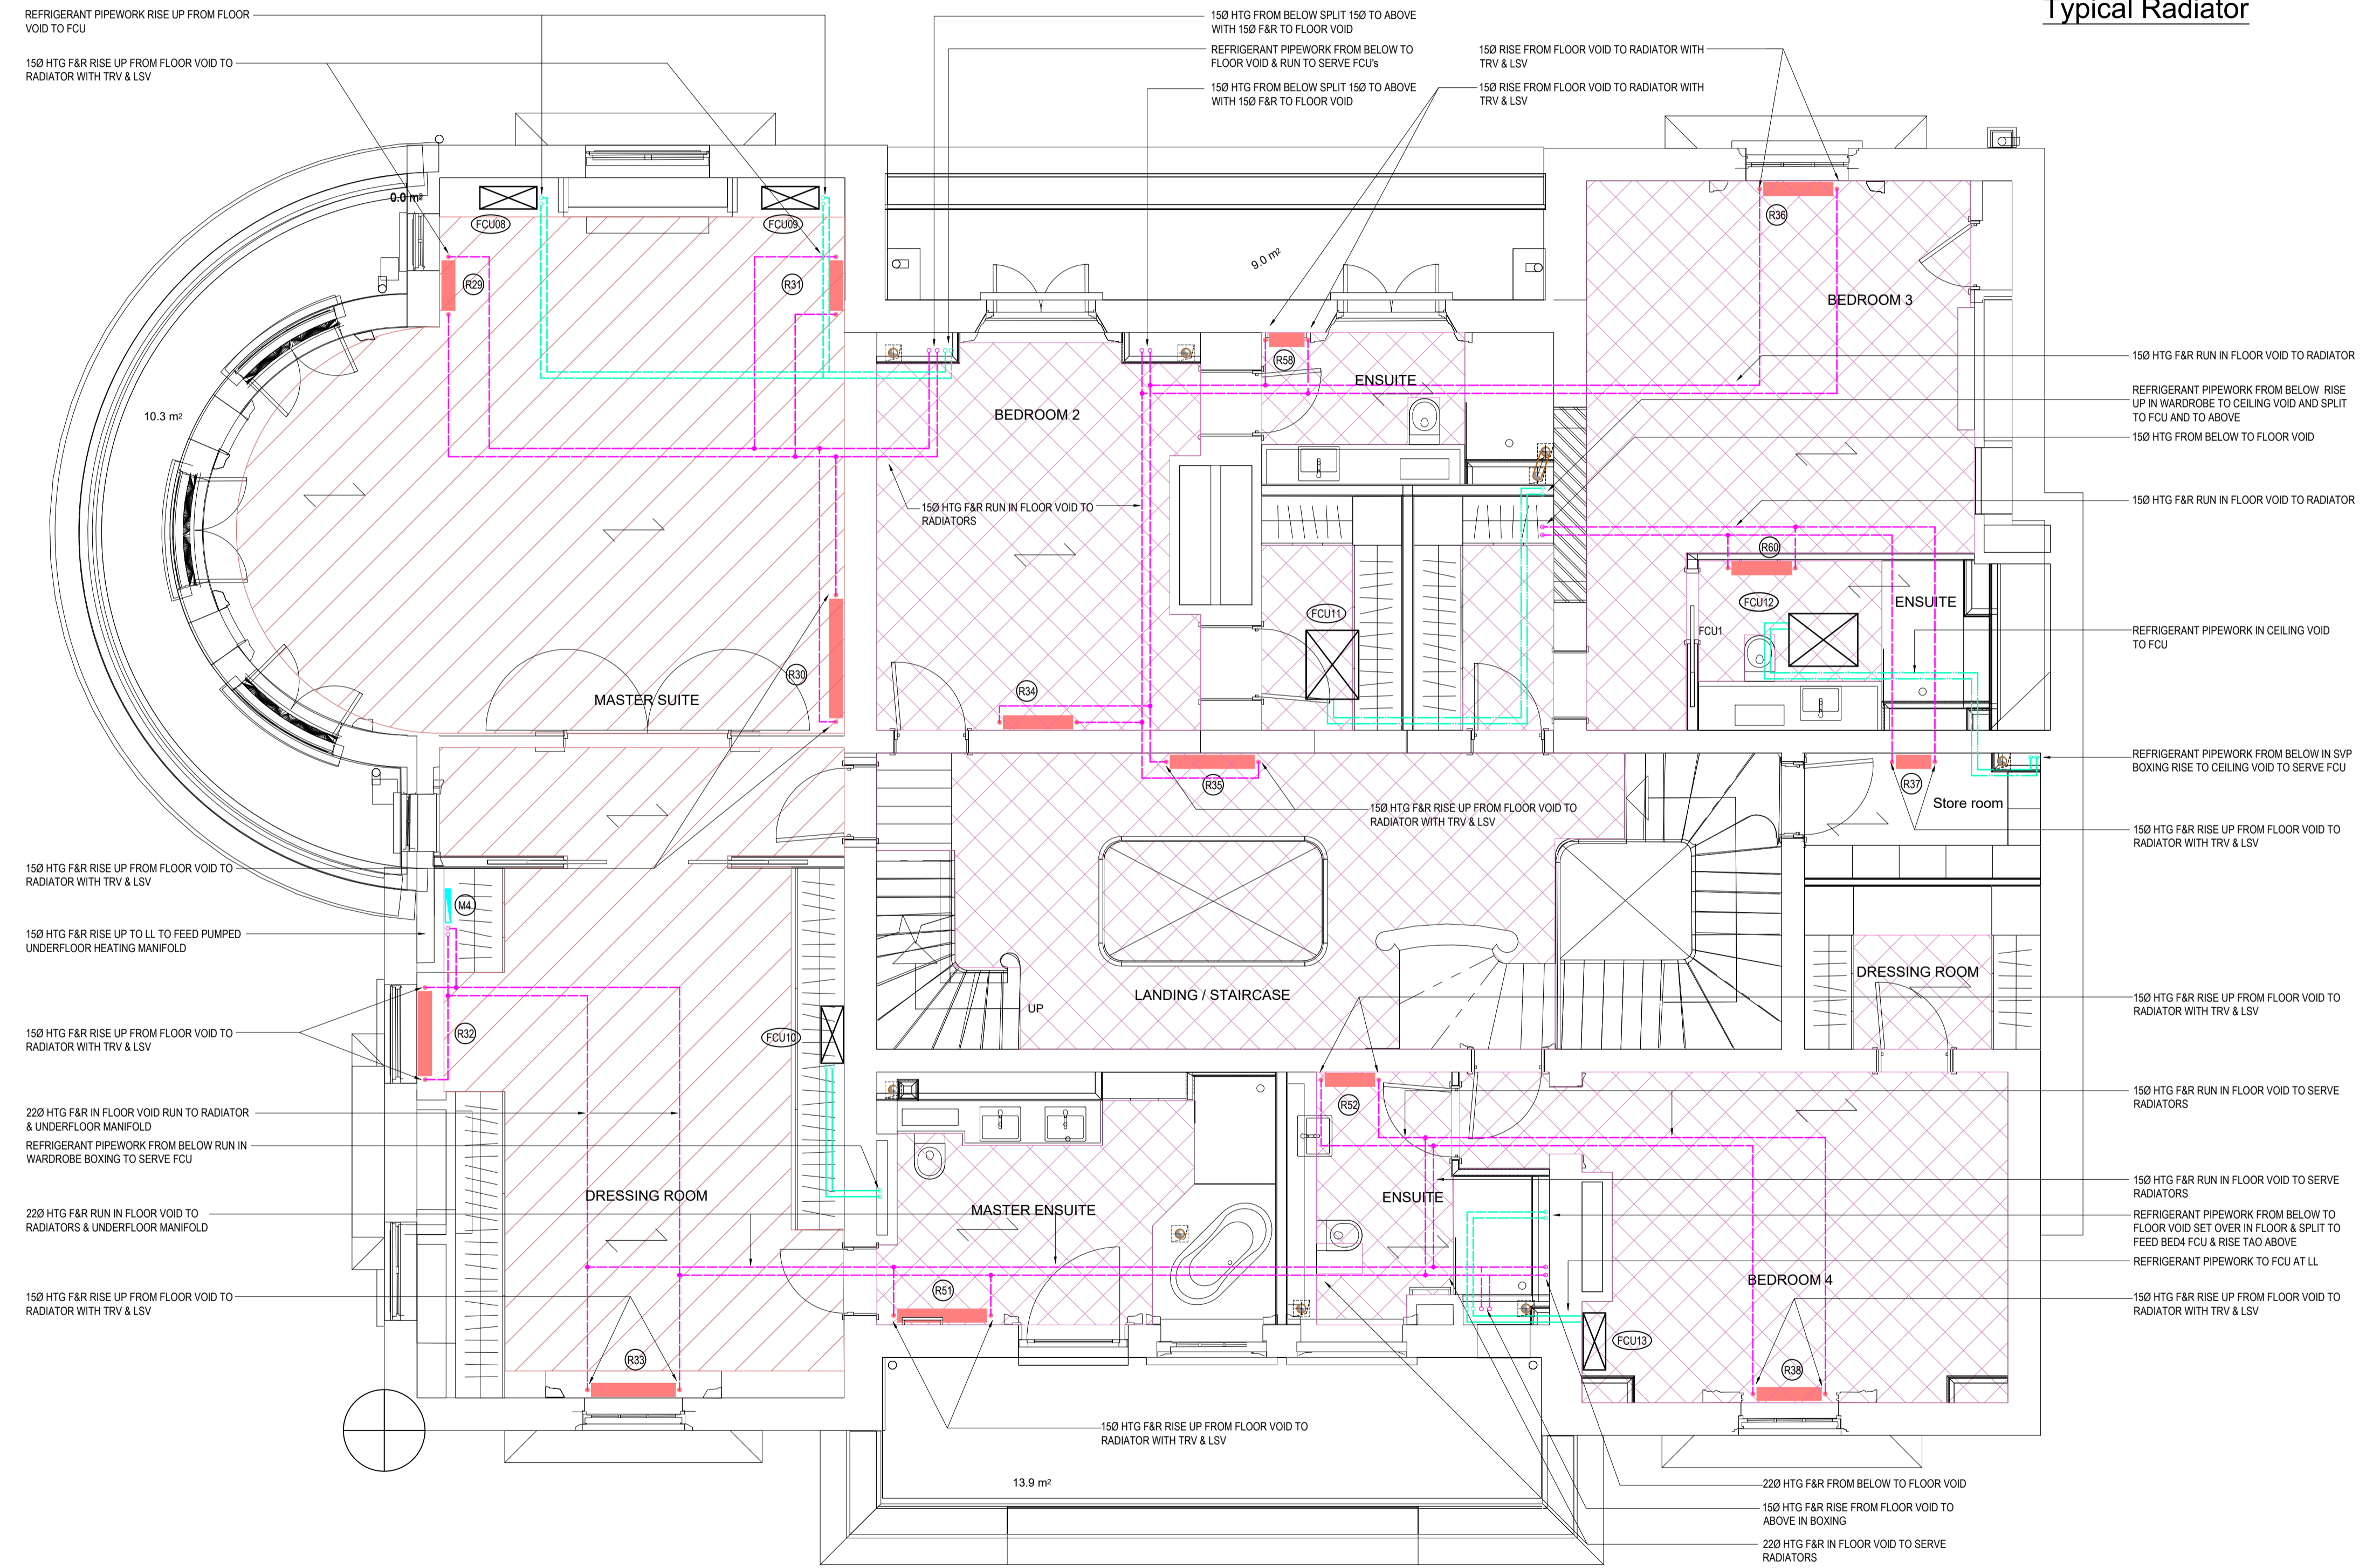 Typical Radiator
REFRIGERANT PIPEWORK RISE UP FROM FLOOR
VOID TO FCU
15Ø HTG F&R RISE UP FROM FLOOR VOID TO
RADIATOR WITH TRV & LSV
15Ø HTG FROM BELOW SPLIT 15Ø TO ABOVE
WITH 15Ø F&R TO FLOOR VOID
REFRIGERANT PIPEWORK FROM BELOW TO
FLOOR VOID & RUN TO SERVE FCU's
15Ø HTG FROM BELOW SPLIT 15Ø TO ABOVE
WITH 15Ø F&R TO FLOOR VOID
15Ø RISE FROM FLOOR VOID TO RADIATOR WITH
TRV & LSV
15Ø RISE FROM FLOOR VOID TO RADIATOR WITH
TRV & LSV
0.0 m²
FCU08
FCU09
R29
R31
10.3 m²
9.0 m²
R36
BEDROOM 3
R58
ENSUITE
BEDROOM 2
15Ø HTG F&R RUN IN FLOOR VOID TO RADIATOR
REFRIGERANT PIPEWORK FROM BELOW RISE
UP IN WARDROBE TO CEILING VOID AND SPLIT
TO FCU AND TO ABOVE
15Ø HTG FROM BELOW TO FLOOR VOID
15Ø HTG F&R RUN IN FLOOR VOID TO RADIATOR
15Ø HTG F&R RUN IN FLOOR VOID TO
RADIATORS
R60
FCU12
ENSUITE
FCU11
FCU1
REFRIGERANT PIPEWORK IN CEILING VOID
TO FCU
R30
MASTER SUITE
R34
R35
R37
Store room
REFRIGERANT PIPEWORK FROM BELOW IN SVP
BOXING RISE TO CEILING VOID TO SERVE FCU
15Ø HTG F&R RISE UP FROM FLOOR VOID TO
RADIATOR WITH TRV & LSV
15Ø HTG F&R RISE UP FROM FLOOR VOID TO
RADIATOR WITH TRV & LSV
15Ø HTG F&R RISE UP FROM FLOOR VOID TO
RADIATOR WITH TRV & LSV
M4
15Ø HTG F&R RISE UP TO LL TO FEED PUMPED
UNDERFLOOR HEATING MANIFOLD
DRESSING ROOM
LANDING / STAIRCASE
UP
15Ø HTG F&R RISE UP FROM FLOOR VOID TO
RADIATOR WITH TRV & LSV
15Ø HTG F&R RISE UP FROM FLOOR VOID TO
RADIATOR WITH TRV & LSV
R32
FCU10
R52
15Ø HTG F&R RUN IN FLOOR VOID TO SERVE
RADIATORS
22Ø HTG F&R IN FLOOR VOID RUN TO RADIATOR
& UNDERFLOOR MANIFOLD
REFRIGERANT PIPEWORK FROM BELOW RUN IN
WARDROBE BOXING TO SERVE FCU
DRESSING ROOM
MASTER ENSUITE
ENSUITE
15Ø HTG F&R RUN IN FLOOR VOID TO SERVE
RADIATORS
REFRIGERANT PIPEWORK FROM BELOW TO
FLOOR VOID SET OVER IN FLOOR & SPLIT TO
FEED BED4 FCU & RISE TAO ABOVE
REFRIGERANT PIPEWORK TO FCU AT LL
22Ø HTG F&R RUN IN FLOOR VOID TO
RADIATORS & UNDERFLOOR MANIFOLD
BEDROOM 4
R51
15Ø HTG F&R RISE UP FROM FLOOR VOID TO
RADIATOR WITH TRV & LSV
15Ø HTG F&R RISE UP FROM FLOOR VOID TO
RADIATOR WITH TRV & LSV
R33
FCU13
R38
15Ø HTG F&R RISE UP FROM FLOOR VOID TO
RADIATOR WITH TRV & LSV
13.9 m²
22Ø HTG F&R FROM BELOW TO FLOOR VOID
15Ø HTG F&R RISE FROM FLOOR VOID TO
ABOVE IN BOXING
22Ø HTG F&R IN FLOOR VOID TO SERVE
RADIATORS